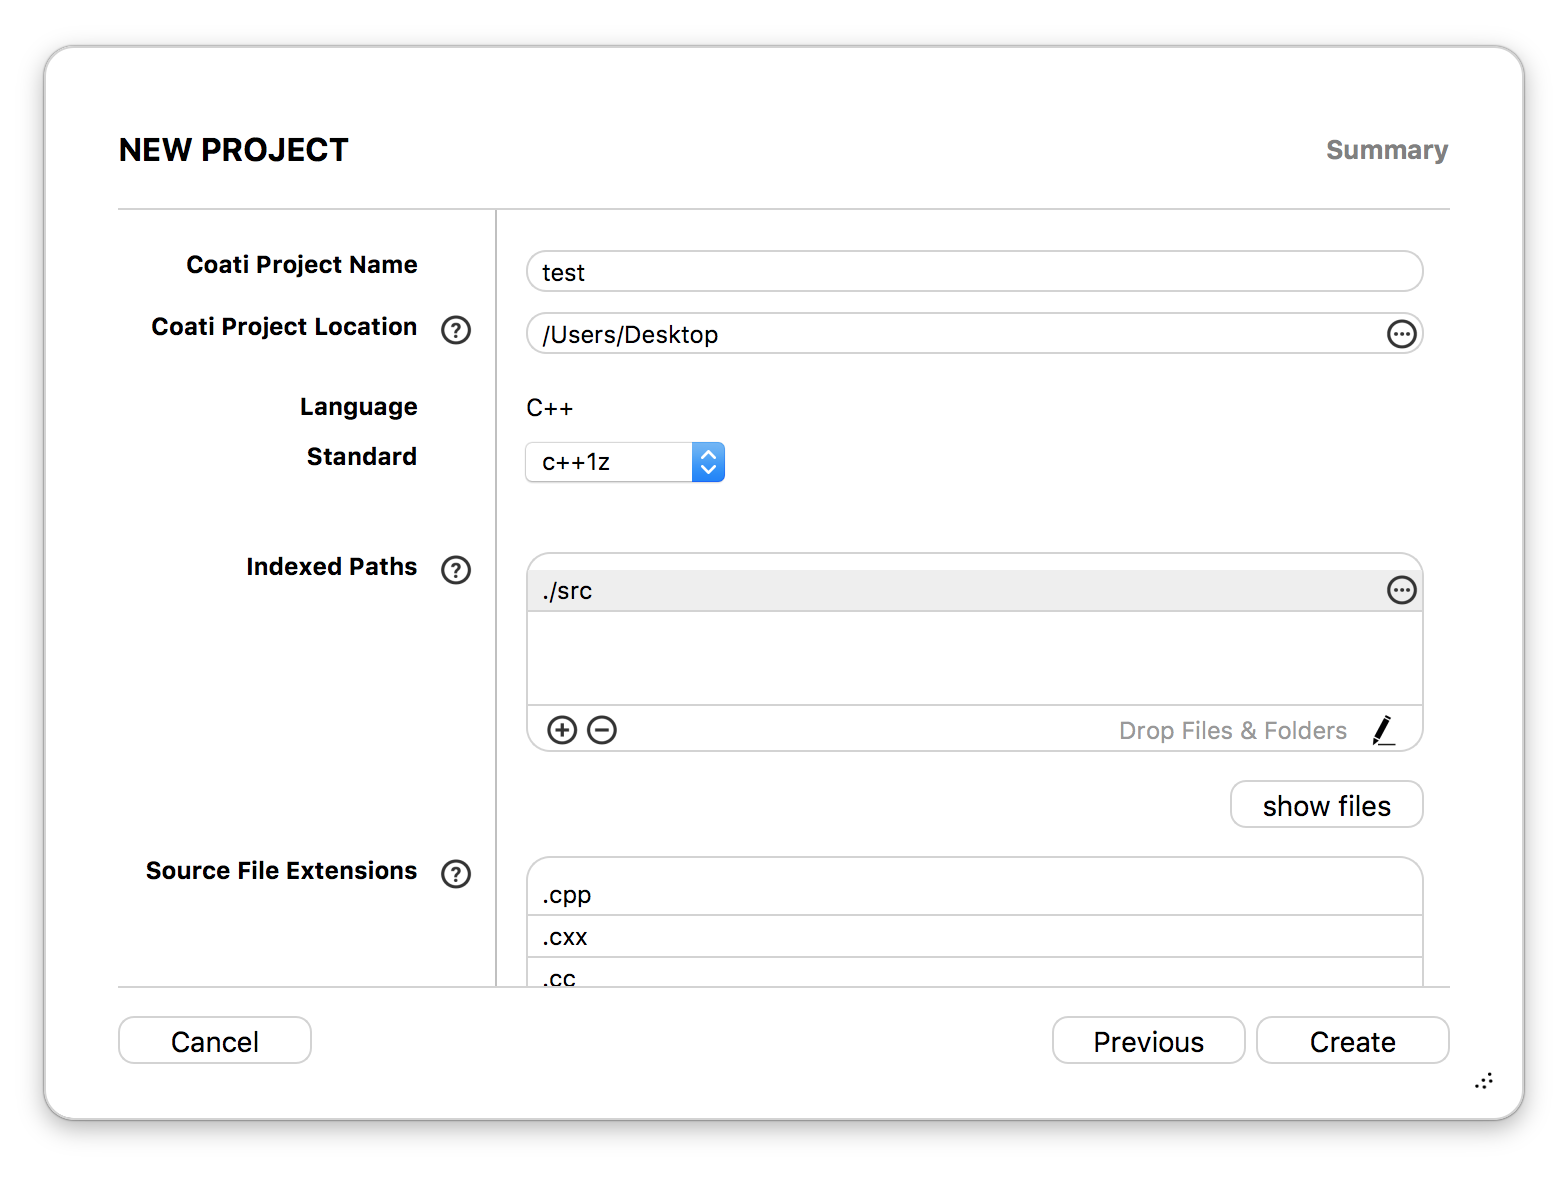 NEW PROJECT
Summary
Coati Project Name
test
Coati Project Location
/Users/Desktop
Language
C++
Standard
c++1z
Indexed Paths
./src
Drop Files & Folders
show files
Source File Extensions
.cpp
.cxx
.cc
Cancel
Previous
Create